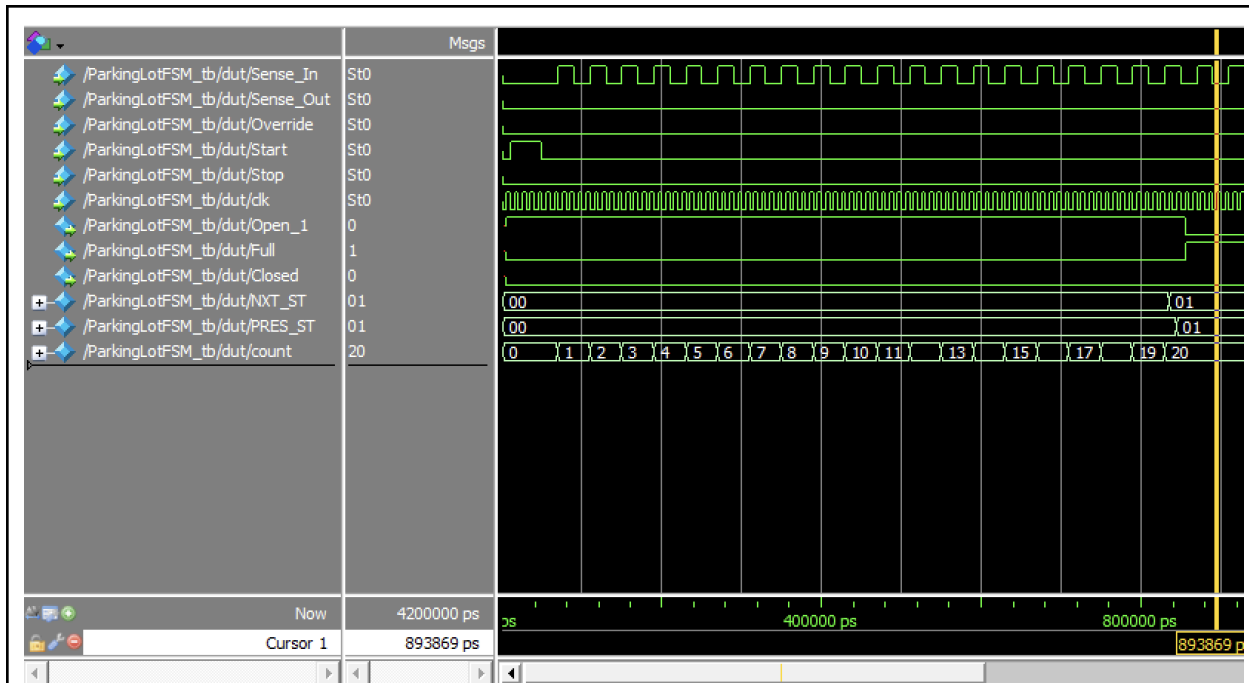 Msgs
/ParkingLotFSM_tb/dut/Sense_In St0
/ParkingLotFSM_tb/dut/Sense_Out St0
/ParkingLotFSM_tb/dut/Override St0
/ParkingLotFSM_tb/dut/Start St0
/ParkingLotFSM_tb/dut/Stop St0
/ParkingLotFSM_tb/dut/clk St0
/ParkingLotFSM_tb/dut/Open_1 0
/ParkingLotFSM_tb/dut/Full 1
/ParkingLotFSM_tb/dut/Closed 0
/ParkingLotFSM_tb/dut/NXT_ST 01 00 01
/ParkingLotFSM_tb/dut/PRES_ST 01 00 01
/ParkingLotFSM_tb/dut/count 20 0 1 2 3 4 5 6 7 8 9 10 11 13 15 17 19 20
Now 4200000 ps ps 400000 ps 800000 ps
Cursor 1 893869 ps 893869 p